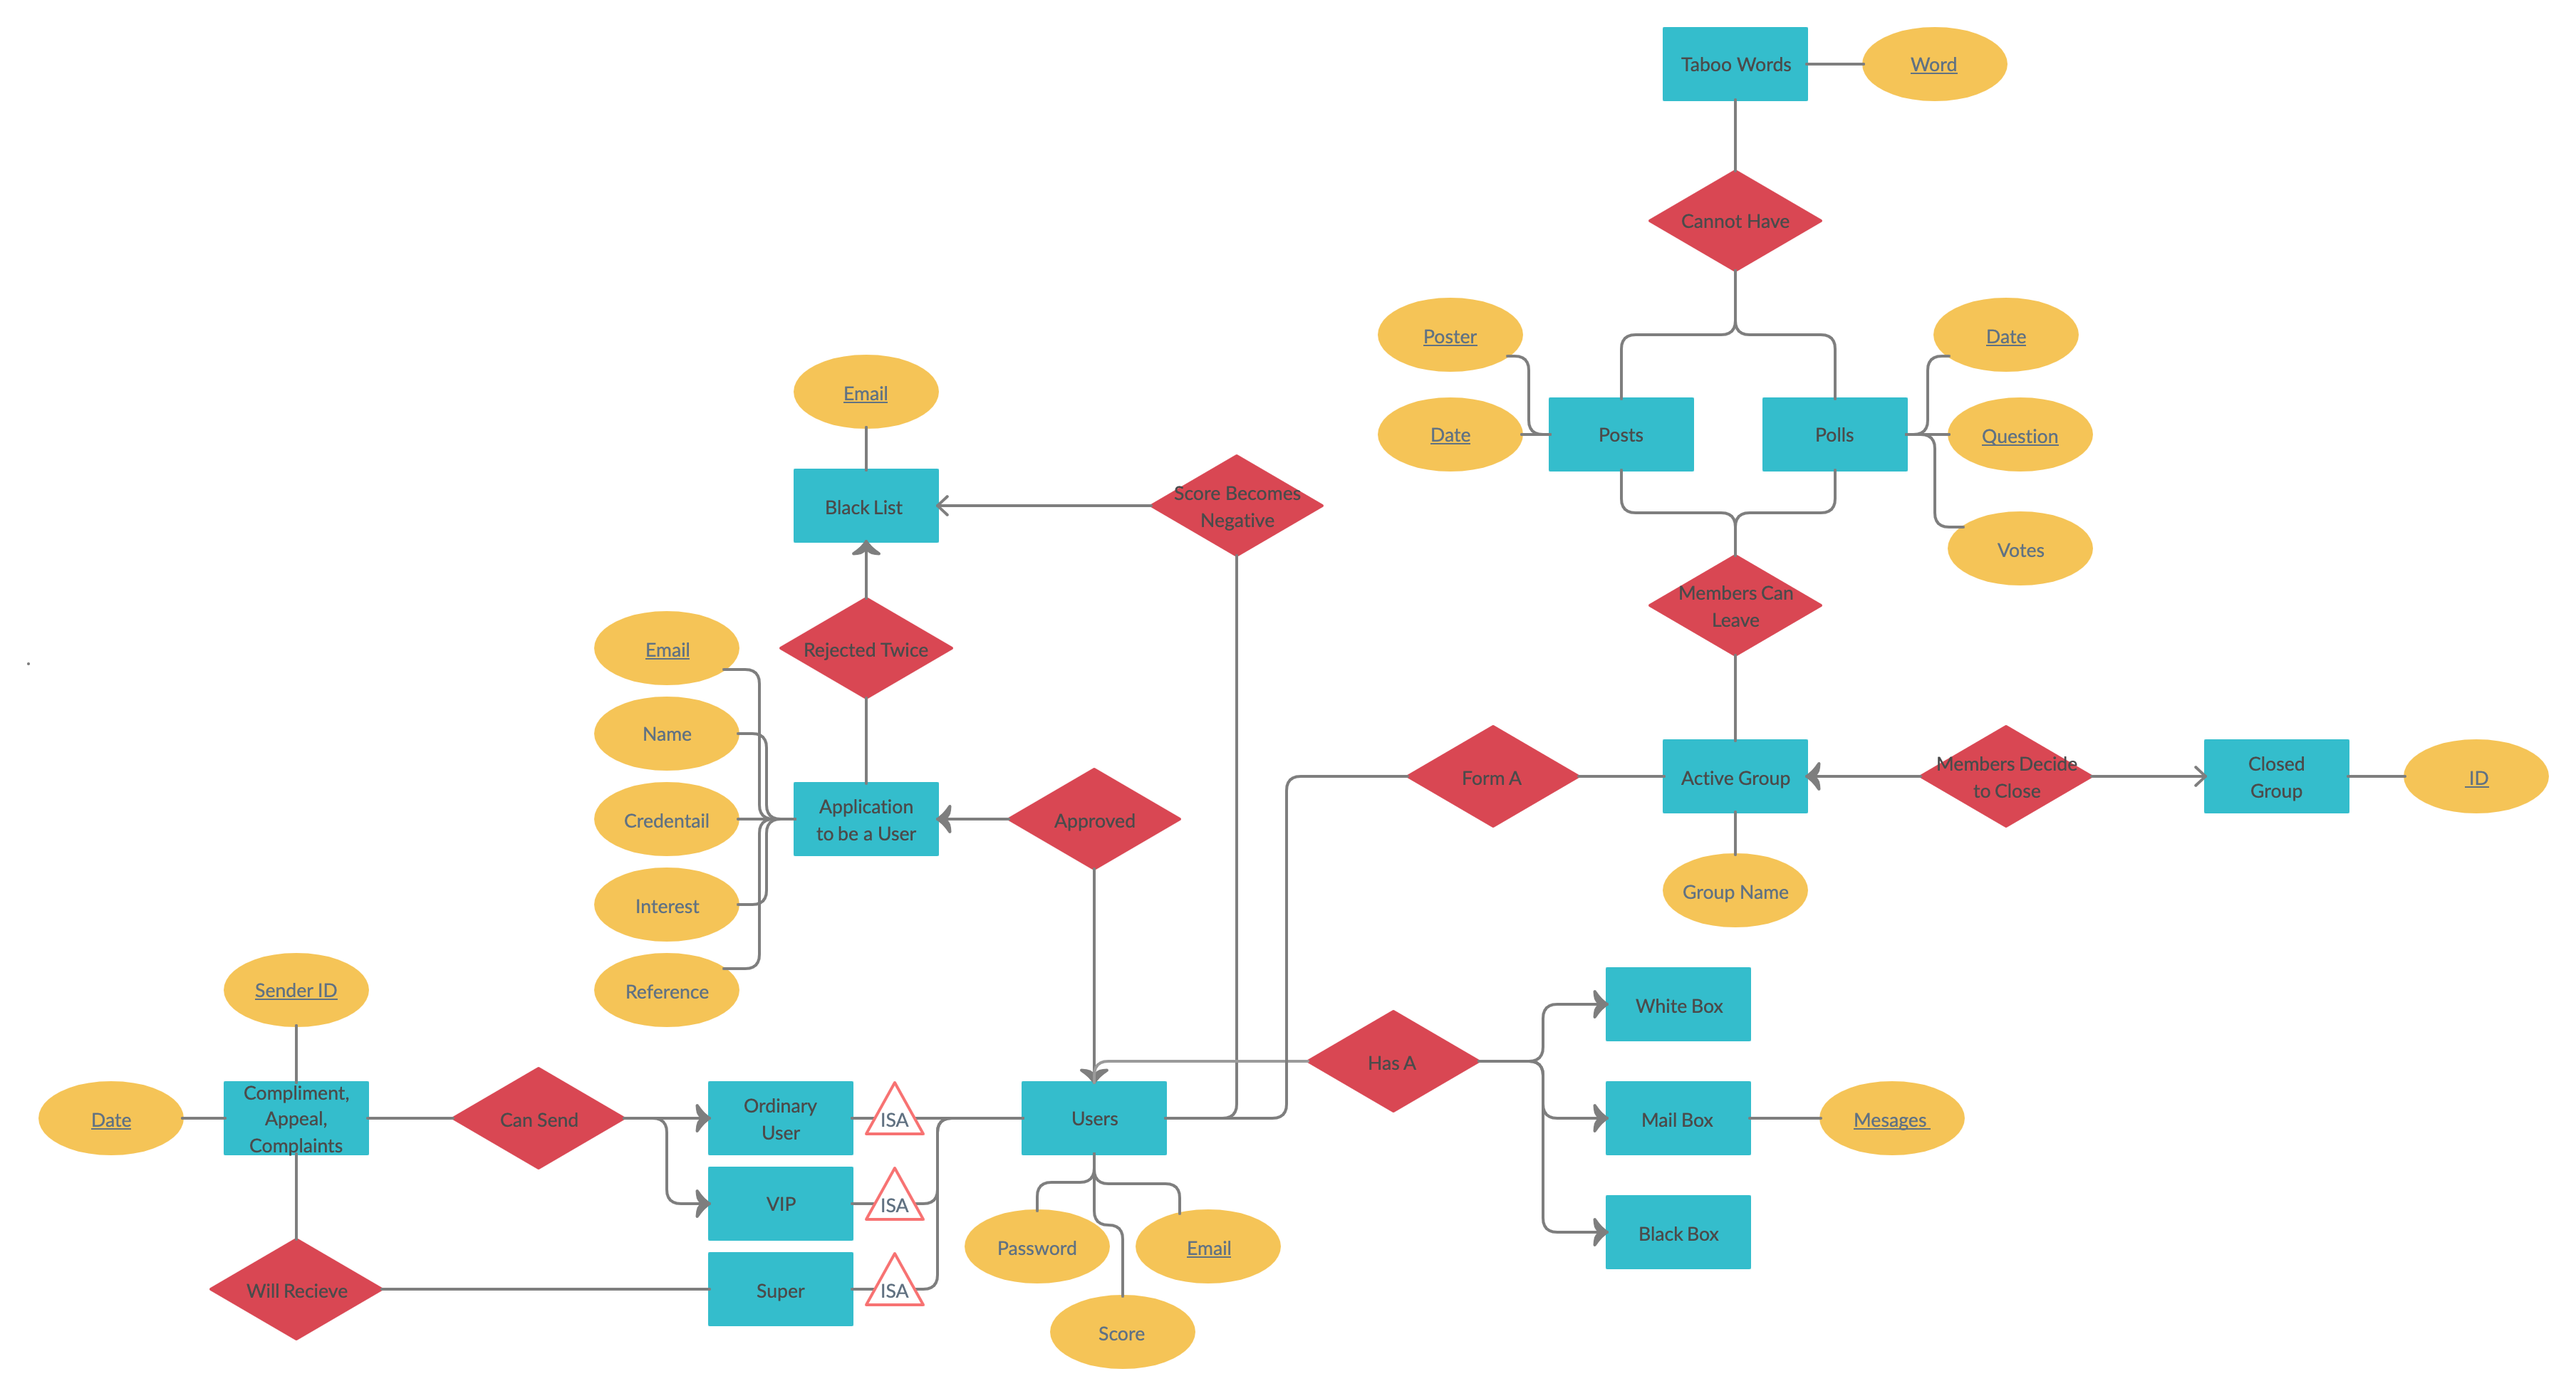 Taboo Words
Word
Cannot Have
Poster
Date
Email
Date
Posts
Polls
Question
Black List
Score Becomes
Negative
Votes
Members Can
Leave
Email
Rejected Twice
Name
Form A
Active Group
Members Decide
to Close
Closed
Group
ID
Credentail
Application
to be a User
Approved
Interest
Group Name
Reference
Sender ID
White Box
Has A
Date
Compliment,
Appeal,
Complaints
Can Send
Ordinary
User
ISA
Users
Mail Box
Mesages
VIP
ISA
Password
Email
Black Box
Will Recieve
Super
ISA
Score